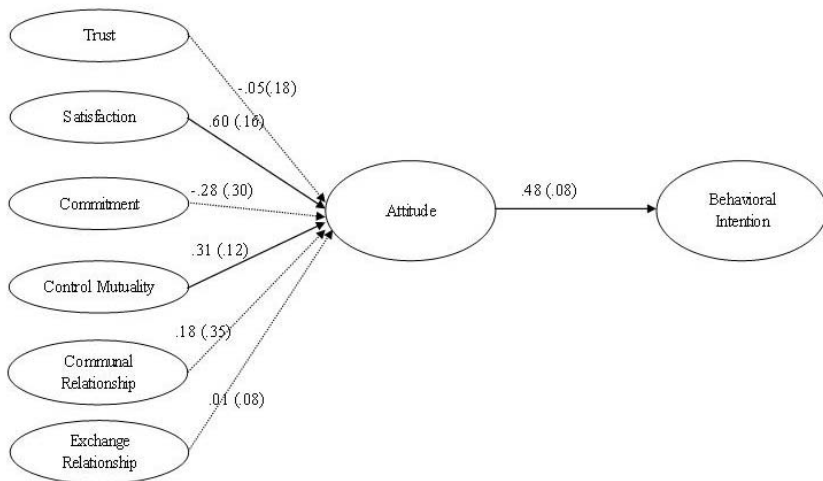 Trust
-.05(.18)
Satisfaction
.60 (.16)
Commitment
-.28 (.30)
Attitude
.48 (.08)
Behavioral
Intention
.31 (.12)
Control Mutuality
.18 (.35)
Communal
Relationship
.01 (.08)
Exchange
Relationship